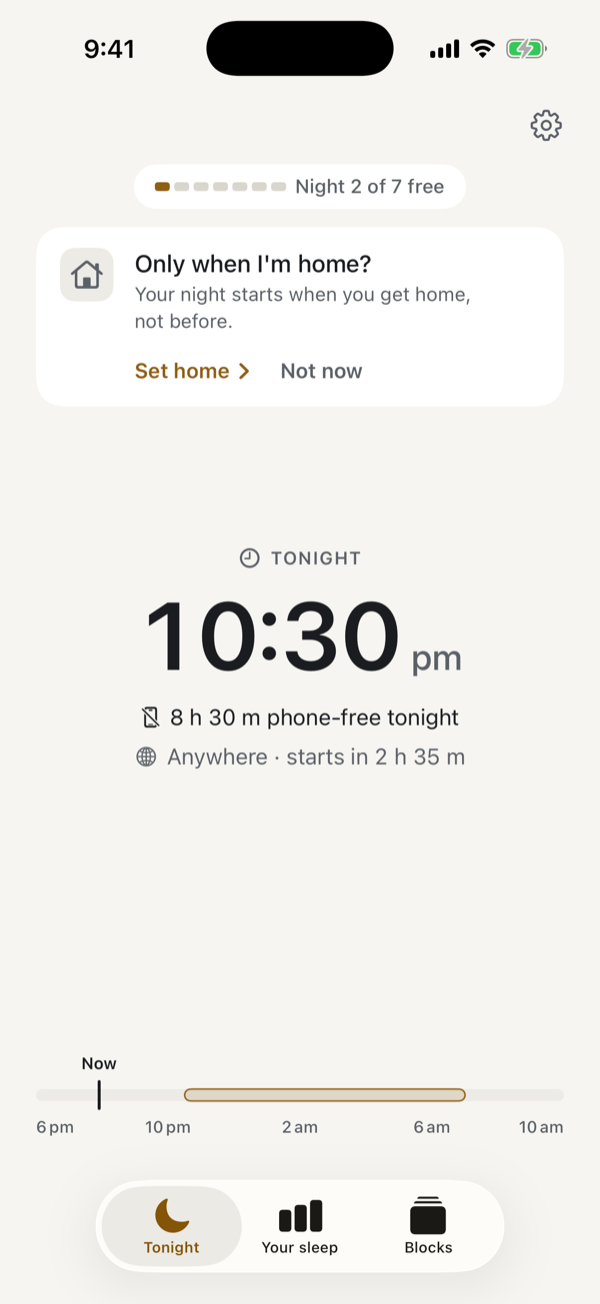 9:41
Night 2 of 7 free
Only when I'm home?
Your night starts when you get home,
not before.
Set home
Not now
TONIGHT
10:30 pm
8 h 30 m phone-free tonight
Anywhere · starts in 2 h 35 m
Now
6 pm 10 pm 2 am 6 am 10 am
Tonight Your sleep Blocks